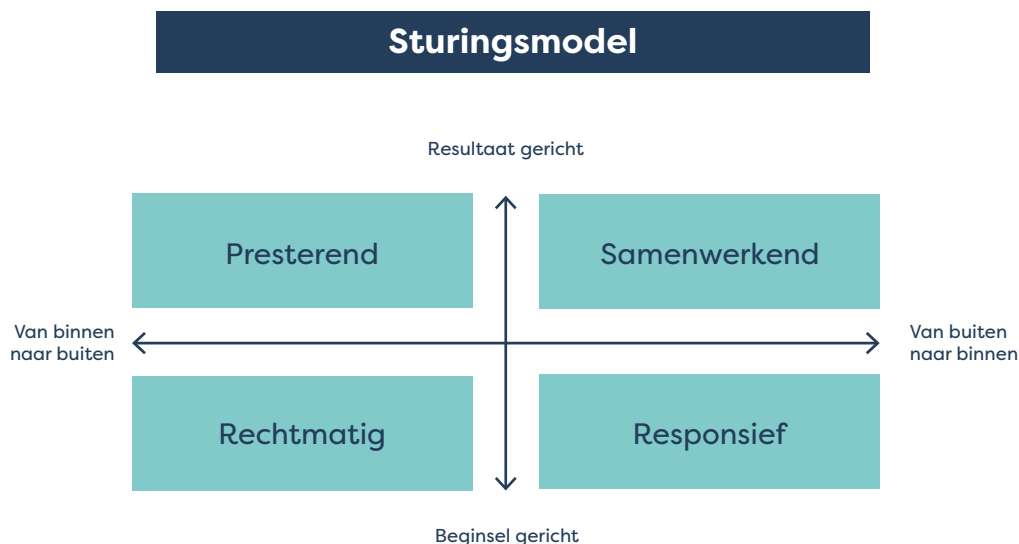 Sturingsmodel
Resultaat gericht
Presterend
Samenwerkend
Van binnen
naar buiten
Van buiten
naar binnen
Rechtmatig
Responsief
Beginsel gericht